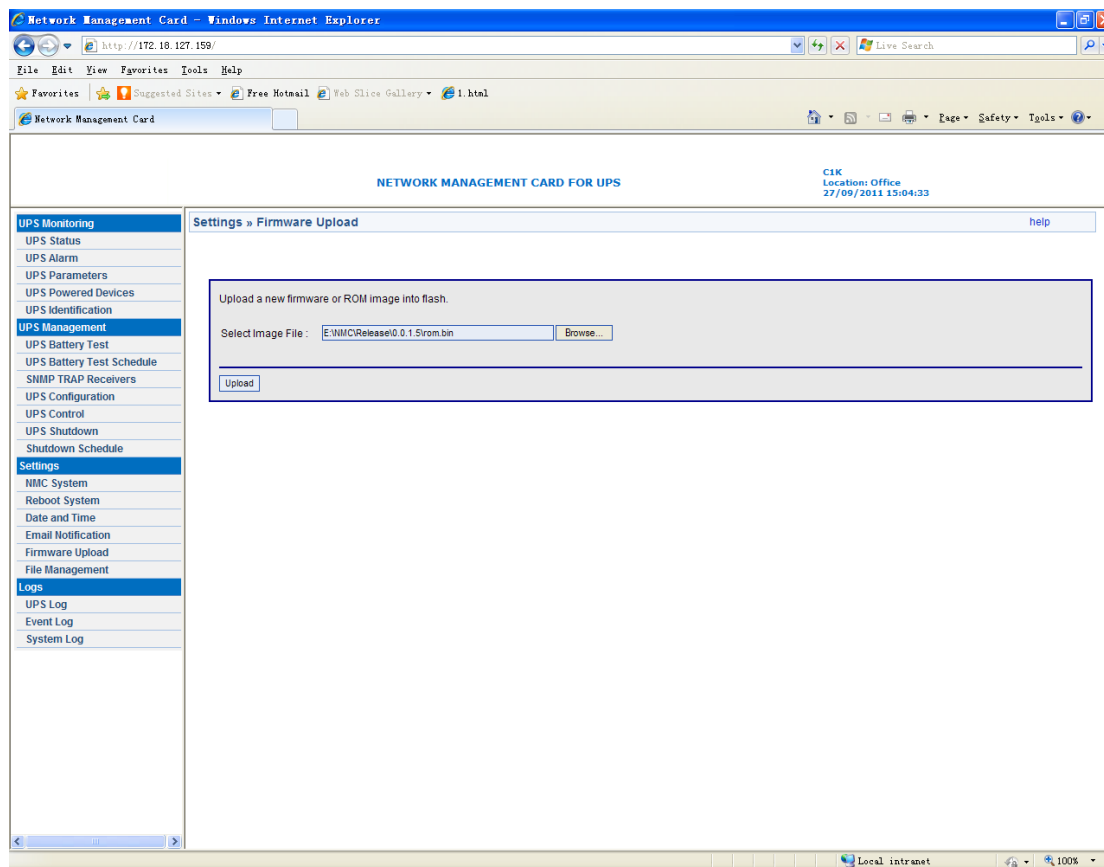 Network Management Card - Windows Internet Explorer
http://172.18.127.159/
Live Search
File Edit View Favorites Tools Help
Favorites Suggested Sites Free Hotmail Web Slice Gallery 1.html
Network Management Card
Page Safety Tools
NETWORK MANAGEMENT CARD FOR UPS
C1K
Location: Office
27/09/2011 15:04:33
UPS Monitoring
UPS Status
UPS Alarm
UPS Parameters
UPS Powered Devices
UPS Identification
UPS Management
UPS Battery Test
UPS Battery Test Schedule
SNMP TRAP Receivers
UPS Configuration
UPS Control
UPS Shutdown
Shutdown Schedule
Settings
NMC System
Reboot System
Date and Time
Email Notification
Firmware Upload
File Management
Logs
UPS Log
Event Log
System Log
Settings » Firmware Upload
help
Upload a new firmware or ROM image into flash.
Select Image File : E:\NMC\Release\0.0.1.5\rom.bin Browse...
Upload
Local intranet
100%